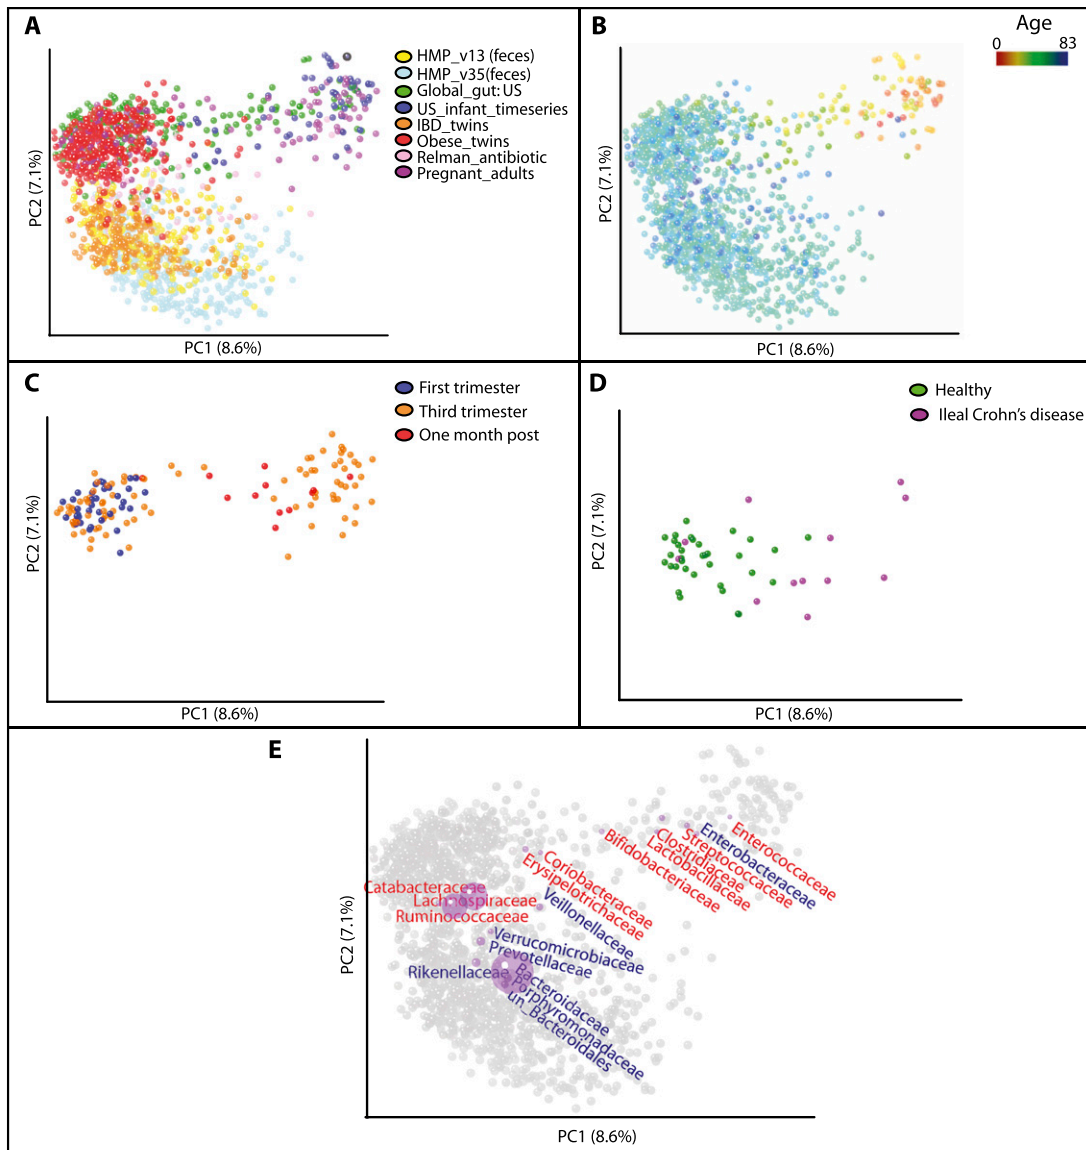 A
HMP_v13 (feces)
HMP_v35(feces)
Global_gut: US
US_infant_timeseries
IBD_twins
Obese_twins
Relman_antibiotic
Pregnant_adults
PC2 (7.1%)
PC1 (8.6%)
B
Age
0 83
PC2 (7.1%)
PC1 (8.6%)
C
First trimester
Third trimester
One month post
PC2 (7.1%)
PC1 (8.6%)
D
Healthy
Ileal Crohn's disease
PC2 (7.1%)
PC1 (8.6%)
E
Enterococcaceae
Enterobacteraceae
Streptococcaceae
Clostridiaceae
Lactobacillaceae
Bifidobacteriaceae
Coriobacteraceae
Erysipelotrichaceae
Catabacteraceae
Lachnospiraceae
Ruminococcaceae
Veillonellaceae
Verrucomicrobiaceae
Prevotellaceae
Rikenellaceae
Bacteroidaceae
Porphyromonadaceae
un_Bacteroidales
PC2 (7.1%)
PC1 (8.6%)